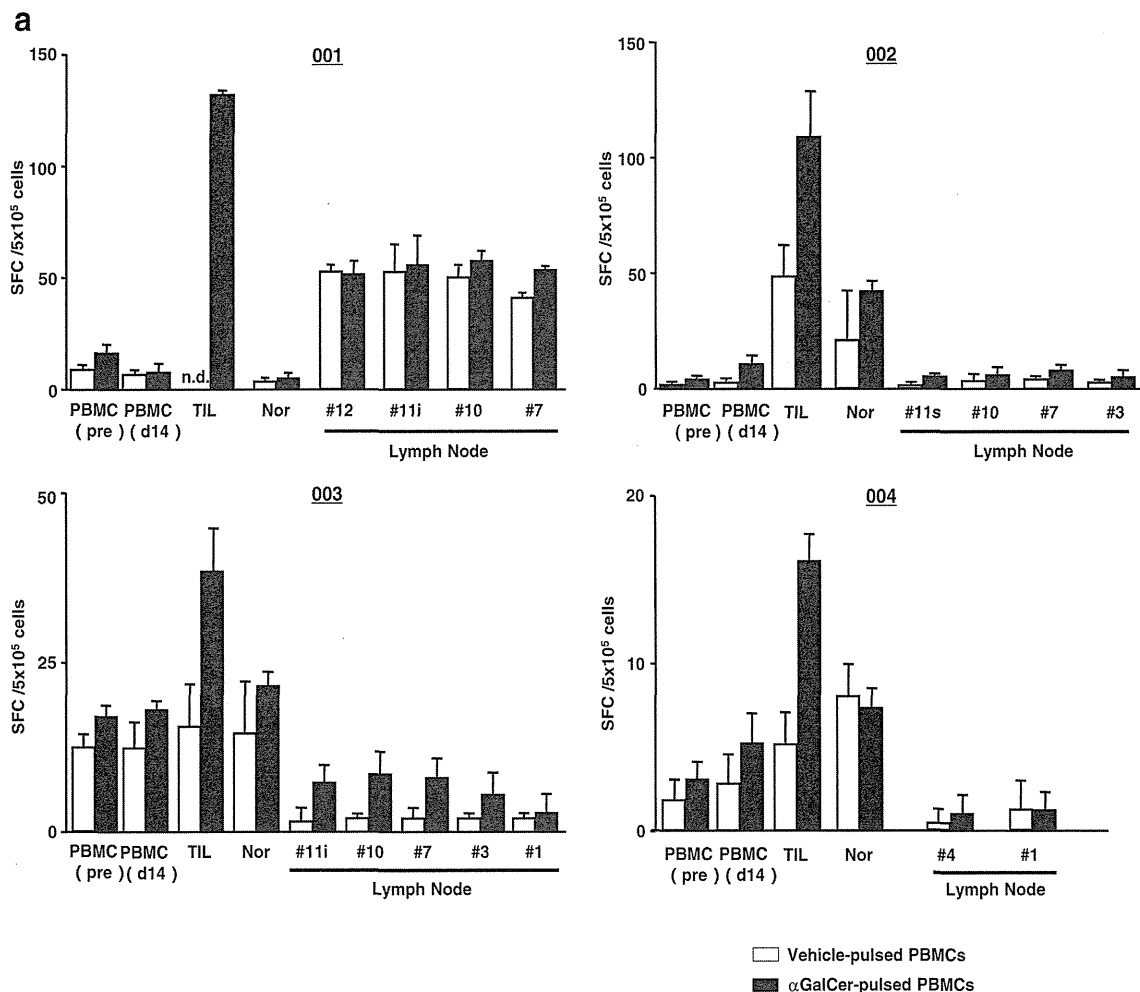 a
001
150
100
50
0
SFC /5x10⁵ cells
n.d.
PBMC PBMC TIL Nor #12 #11i #10 #7
( pre ) ( d14 )
Lymph Node
002
150
100
50
0
SFC /5x10⁵ cells
PBMC PBMC TIL Nor #11s #10 #7 #3
( pre ) ( d14 )
Lymph Node
003
50
25
0
SFC /5x10⁵ cells
PBMC PBMC TIL Nor #11i #10 #7 #3 #1
( pre ) ( d14 )
Lymph Node
004
20
10
0
SFC /5x10⁵ cells
PBMC PBMC TIL Nor #4 #1
( pre ) ( d14 )
Lymph Node
Vehicle-pulsed PBMCs
αGalCer-pulsed PBMCs